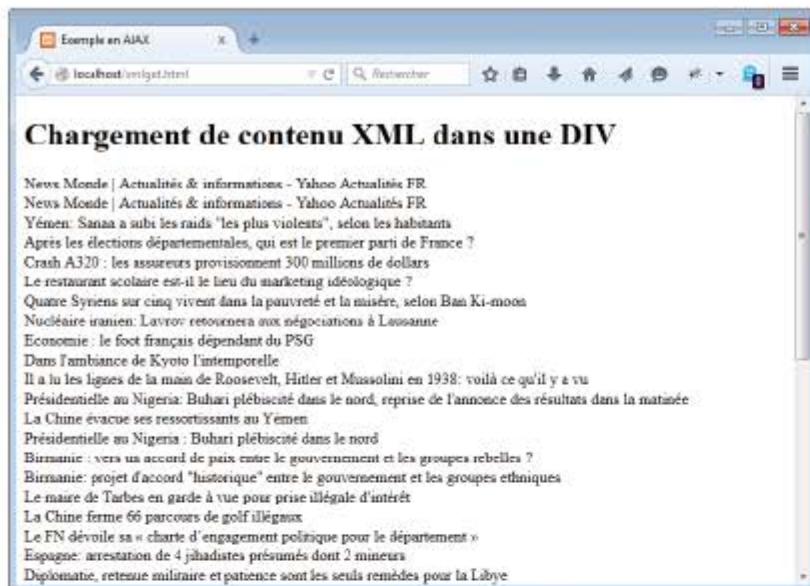 Exemple en AJAX
localhost/xmlget.html
Rechercher
Chargement de contenu XML dans une DIV
News Monde | Actualités & informations - Yahoo Actualités FR
News Monde | Actualités & informations - Yahoo Actualités FR
Yémen: Sanaa a subi les raids "les plus violents", selon les habitants
Après les élections départementales, qui est le premier parti de France ?
Crash A320 : les assureurs provisionnent 300 millions de dollars
Le restaurant scolaire est-il le lieu du marketing idéologique ?
Quatre Syriens sur cinq vivent dans la pauvreté et la misère, selon Ban Ki-moon
Nucléaire iranien: Lavrov retournera aux négociations à Lausanne
Economie : le foot français dépendant du PSG
Dans l'ambiance de Kyoto l'intemporelle
Il a lu les lignes de la main de Roosevelt, Hitler et Mussolini en 1938: voilà ce qu'il y a vu
Présidentielle au Nigeria: Buhari plébiscité dans le nord, reprise de l'annonce des résultats dans la matinée
La Chine évacue ses ressortissants au Yémen
Présidentielle au Nigeria : Buhari plébiscité dans le nord
Birmanie : vers un accord de paix entre le gouvernement et les groupes rebelles ?
Birmanie: projet d'accord "historique" entre le gouvernement et les groupes ethniques
Le maire de Tarbes en garde à vue pour prise illégale d'intérêt
La Chine ferme 66 parcours de golf illégaux
Le FN dévoile sa « charte d'engagement politique pour le département »
Espagne: arrestation de 4 jihadistes présumés dont 2 mineurs
Diplomatie, retenue militaire et patience sont les seuls remèdes pour la Libye